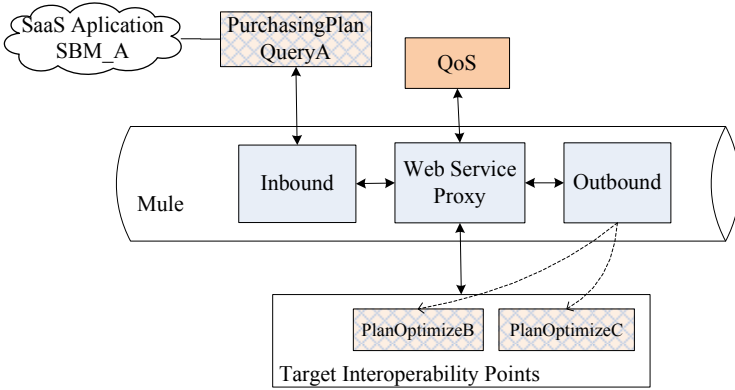 SaaS Aplication
SBM_A
PurchasingPlan
QueryA
QoS
Inbound
Web Service
Proxy
Outbound
Mule
PlanOptimizeB
PlanOptimizeC
Target Interoperability Points